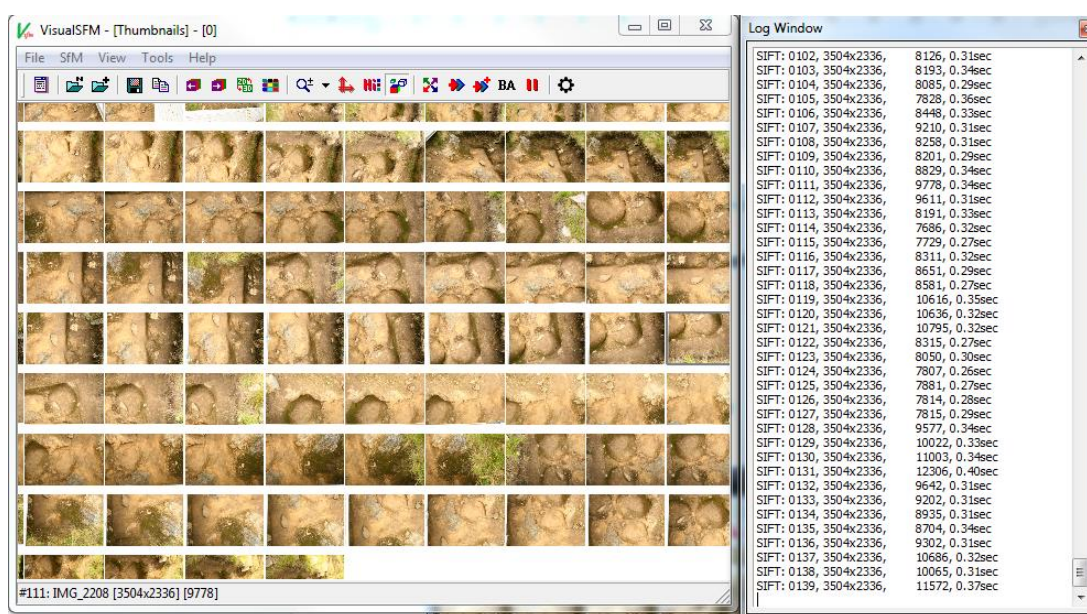 VisualSFM - [Thumbnails] - [0]
File SfM View Tools Help
BA
#111: IMG_2208 [3504x2336] [9778]
Log Window
SIFT: 0102, 3504x2336, 8126, 0.31sec
SIFT: 0103, 3504x2336, 8193, 0.34sec
SIFT: 0104, 3504x2336, 8085, 0.29sec
SIFT: 0105, 3504x2336, 7828, 0.36sec
SIFT: 0106, 3504x2336, 8448, 0.33sec
SIFT: 0107, 3504x2336, 9210, 0.31sec
SIFT: 0108, 3504x2336, 8258, 0.31sec
SIFT: 0109, 3504x2336, 8201, 0.29sec
SIFT: 0110, 3504x2336, 8829, 0.34sec
SIFT: 0111, 3504x2336, 9778, 0.34sec
SIFT: 0112, 3504x2336, 9611, 0.31sec
SIFT: 0113, 3504x2336, 8191, 0.33sec
SIFT: 0114, 3504x2336, 7686, 0.32sec
SIFT: 0115, 3504x2336, 7729, 0.27sec
SIFT: 0116, 3504x2336, 8311, 0.32sec
SIFT: 0117, 3504x2336, 8651, 0.29sec
SIFT: 0118, 3504x2336, 8581, 0.27sec
SIFT: 0119, 3504x2336, 10616, 0.35sec
SIFT: 0120, 3504x2336, 10636, 0.32sec
SIFT: 0121, 3504x2336, 10795, 0.32sec
SIFT: 0122, 3504x2336, 8315, 0.27sec
SIFT: 0123, 3504x2336, 8050, 0.30sec
SIFT: 0124, 3504x2336, 7807, 0.26sec
SIFT: 0125, 3504x2336, 7881, 0.27sec
SIFT: 0126, 3504x2336, 7814, 0.28sec
SIFT: 0127, 3504x2336, 7815, 0.29sec
SIFT: 0128, 3504x2336, 9577, 0.34sec
SIFT: 0129, 3504x2336, 10022, 0.33sec
SIFT: 0130, 3504x2336, 11003, 0.34sec
SIFT: 0131, 3504x2336, 12306, 0.40sec
SIFT: 0132, 3504x2336, 9642, 0.31sec
SIFT: 0133, 3504x2336, 9202, 0.31sec
SIFT: 0134, 3504x2336, 8935, 0.31sec
SIFT: 0135, 3504x2336, 8704, 0.34sec
SIFT: 0136, 3504x2336, 9302, 0.31sec
SIFT: 0137, 3504x2336, 10686, 0.32sec
SIFT: 0138, 3504x2336, 10065, 0.31sec
SIFT: 0139, 3504x2336, 11572, 0.37sec